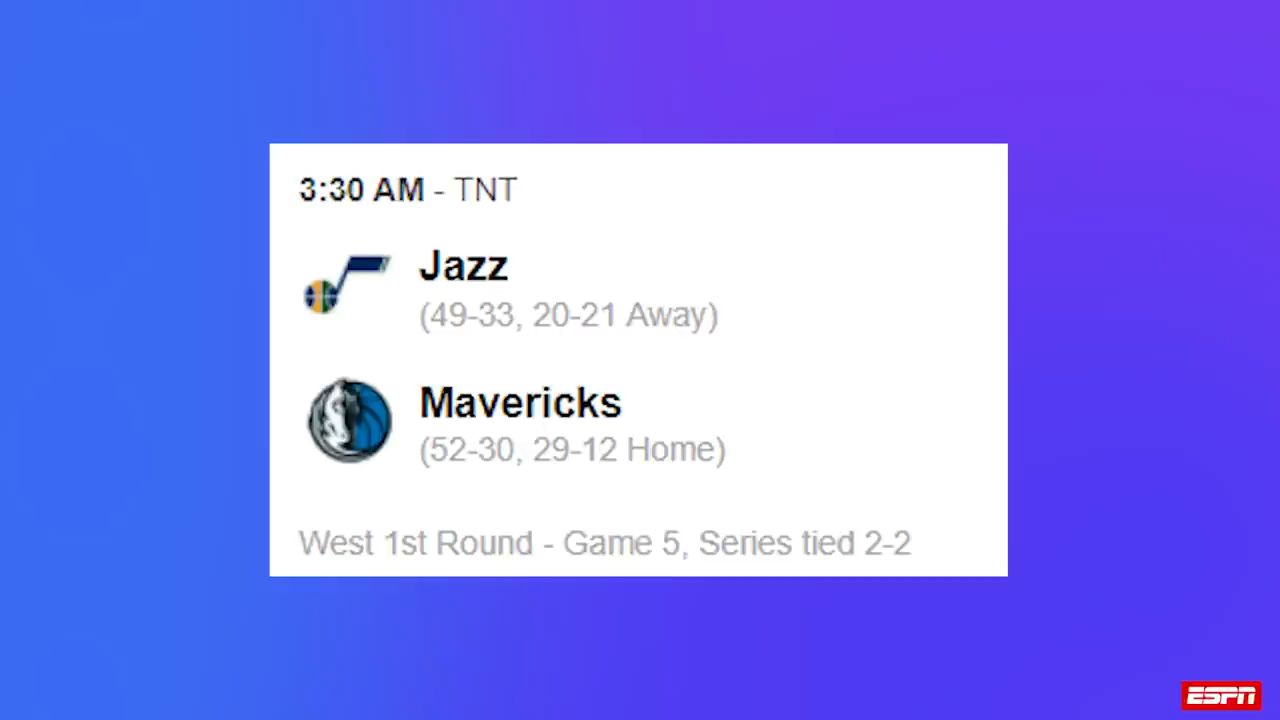 3:30 AM - TNT
Jazz
(49-33, 20-21 Away)
Mavericks
(52-30, 29-12 Home)
West 1st Round - Game 5, Series tied 2-2
ESPN